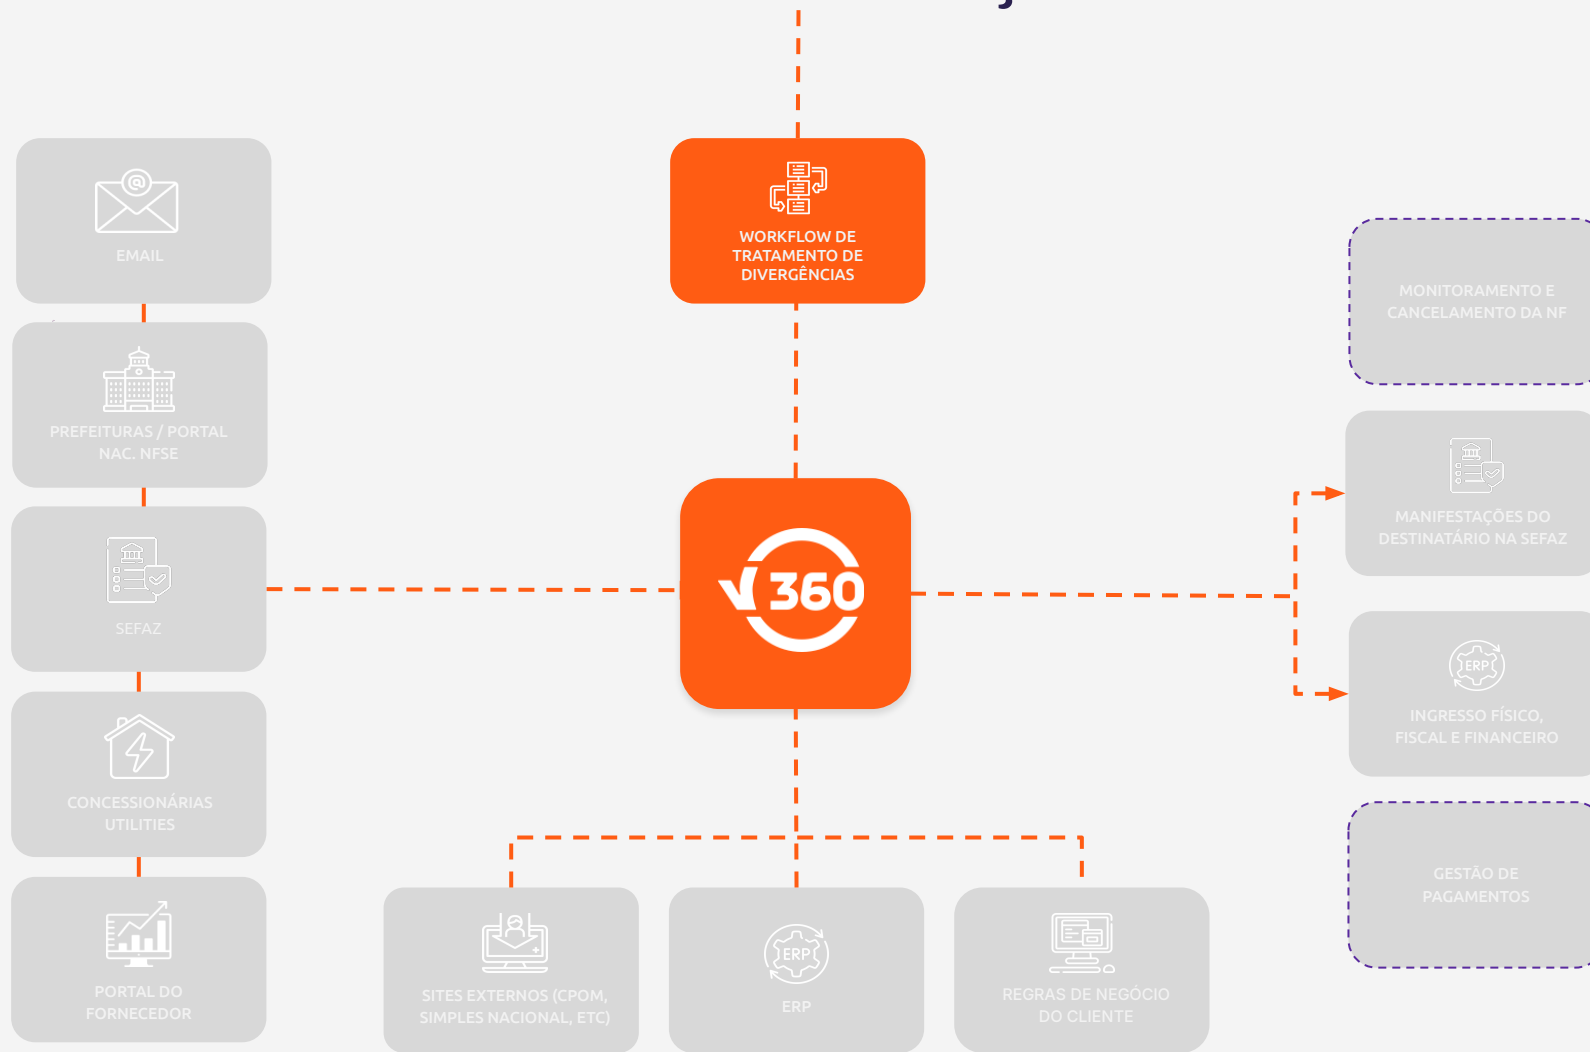 WORKFLOW DE
TRATAMENTO DE
DIVERGÊNCIAS
EMAIL
PREFEITURAS / PORTAL
NAC. NFSE
SEFAZ
CONCESSIONÁRIAS
UTILITIES
PORTAL DO
FORNECEDOR
V360
SITES EXTERNOS (CPOM,
SIMPLES NACIONAL, ETC)
ERP
ERP
REGRAS DE NEGÓCIO
DO CLIENTE
MONITORAMENTO E
CANCELAMENTO DA NF
MANIFESTAÇÕES DO
DESTINATÁRIO NA SEFAZ
ERP
INGRESSO FÍSICO,
FISCAL E FINANCEIRO
GESTÃO DE
PAGAMENTOS